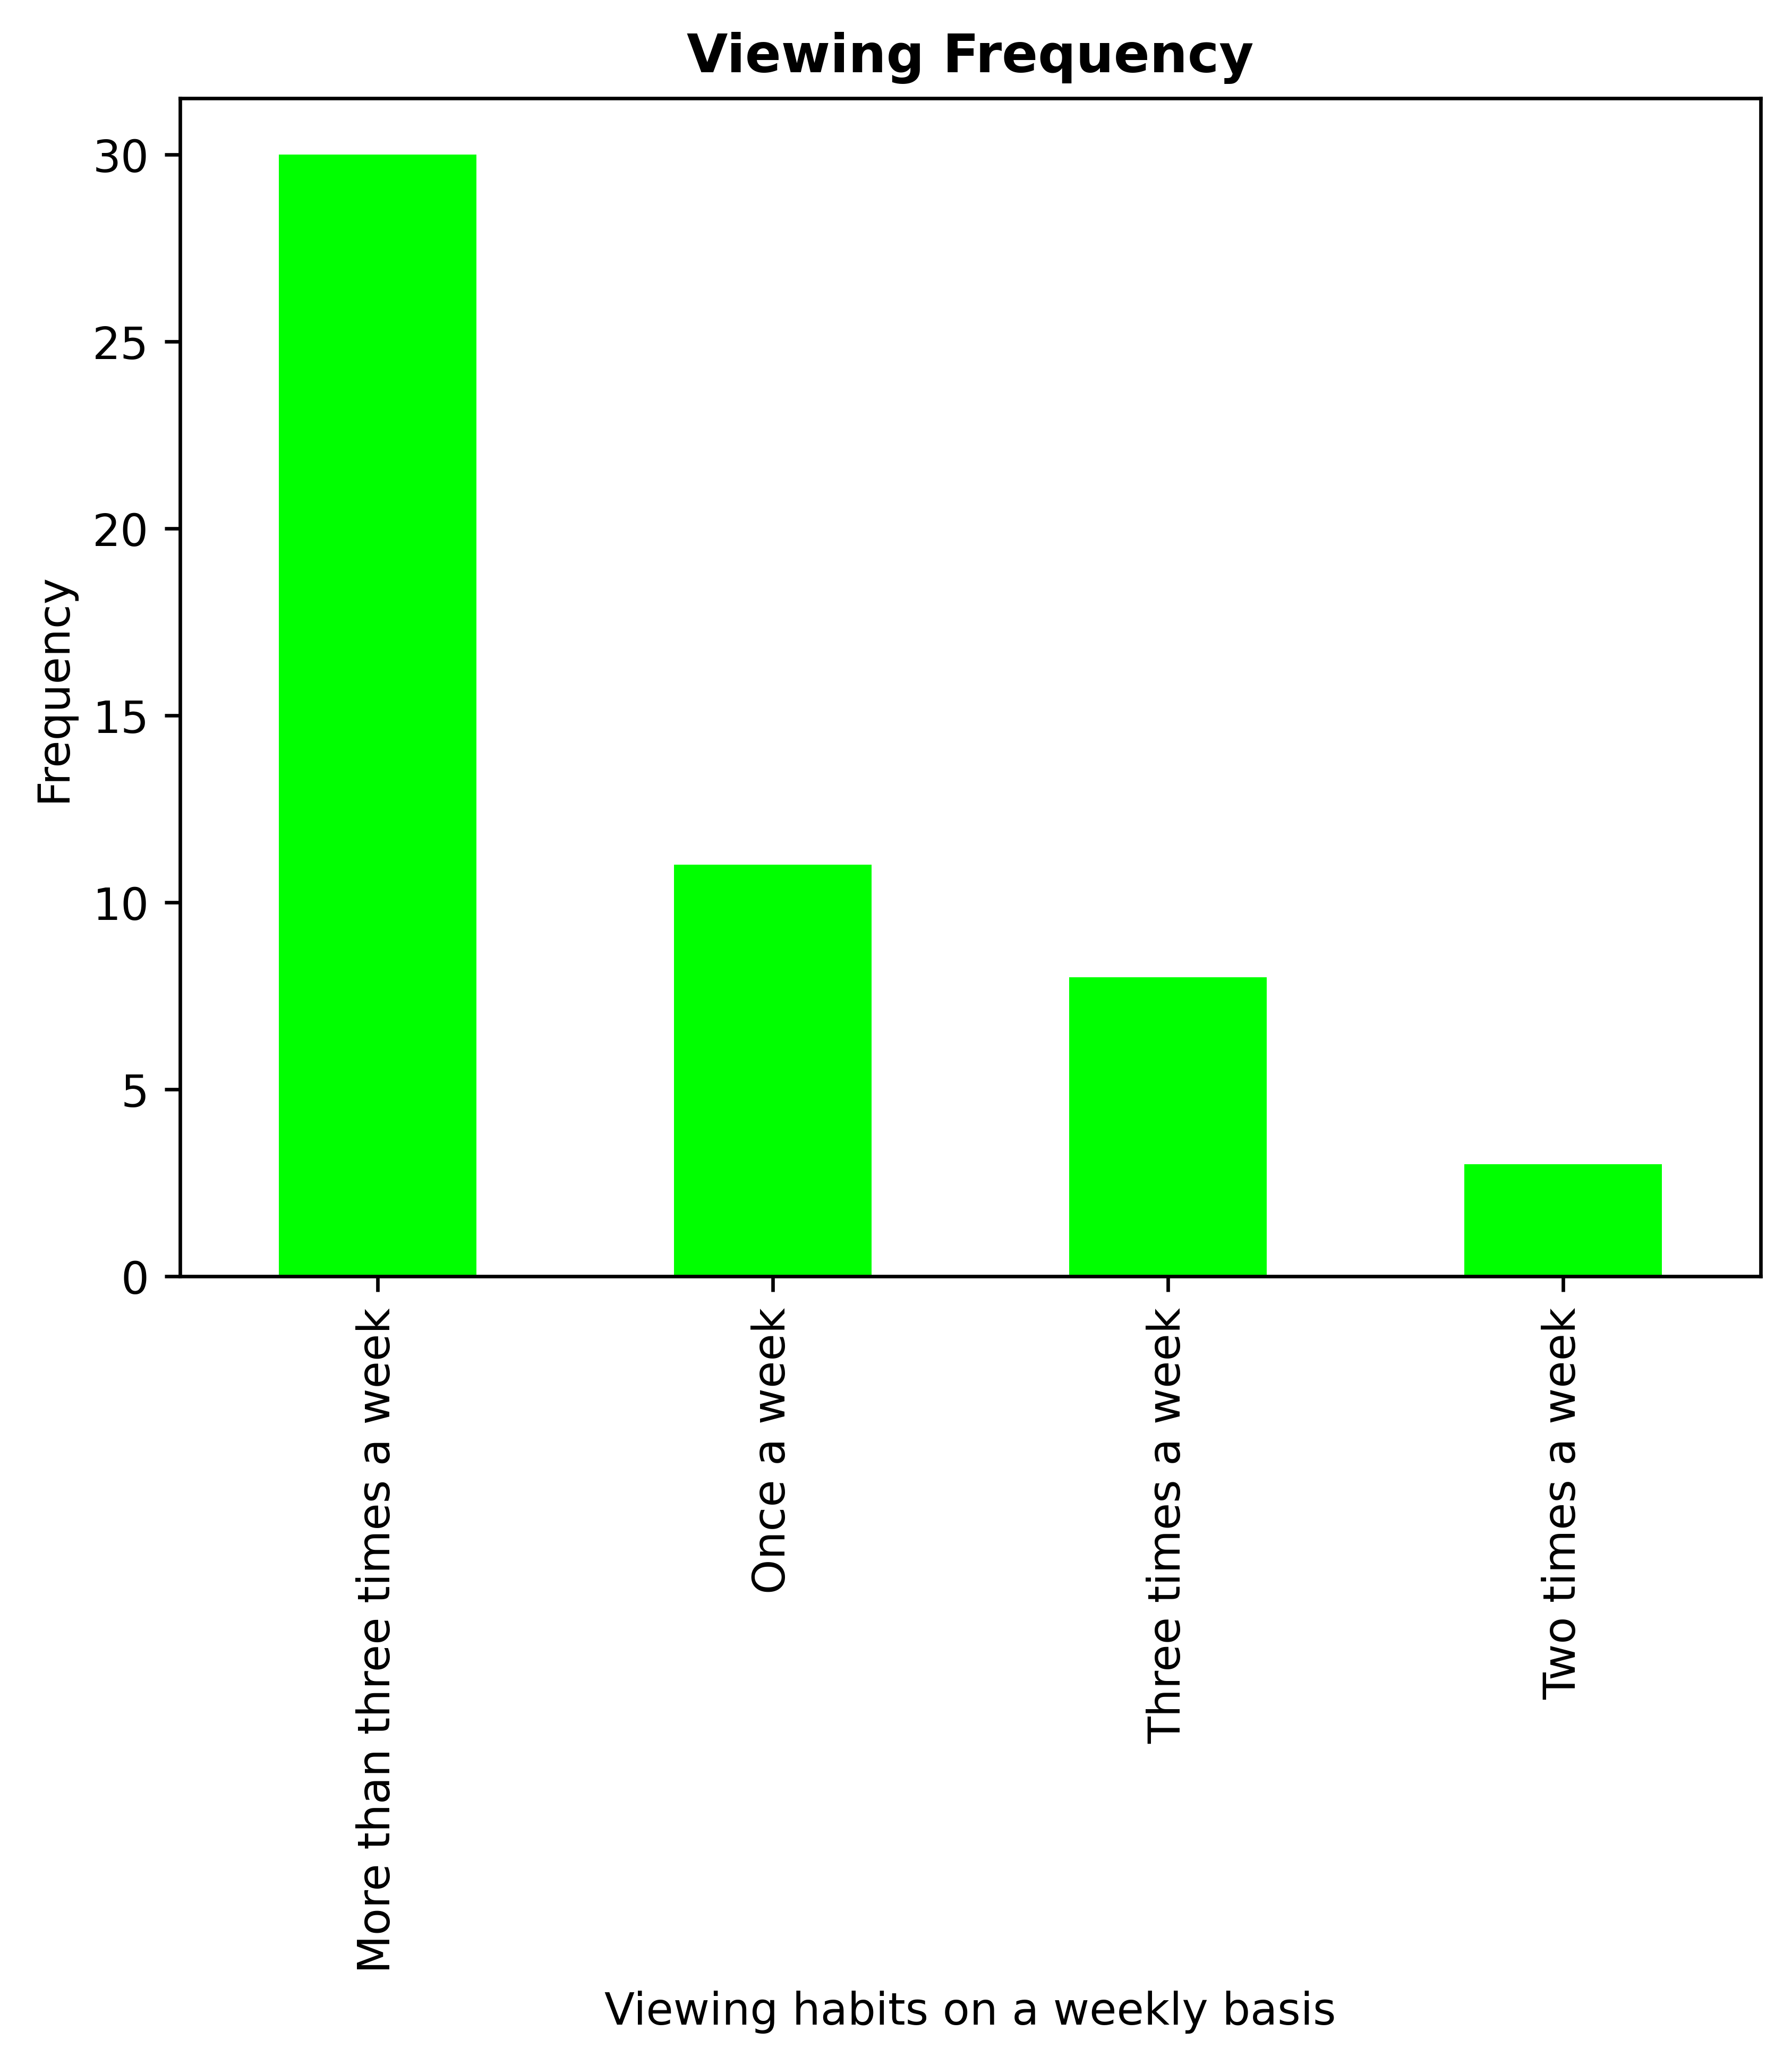 Viewing Frequency
Frequency
30
25
20
15
10
5
0
More than three times a week
Once a week
Three times a week
Two times a week
Viewing habits on a weekly basis